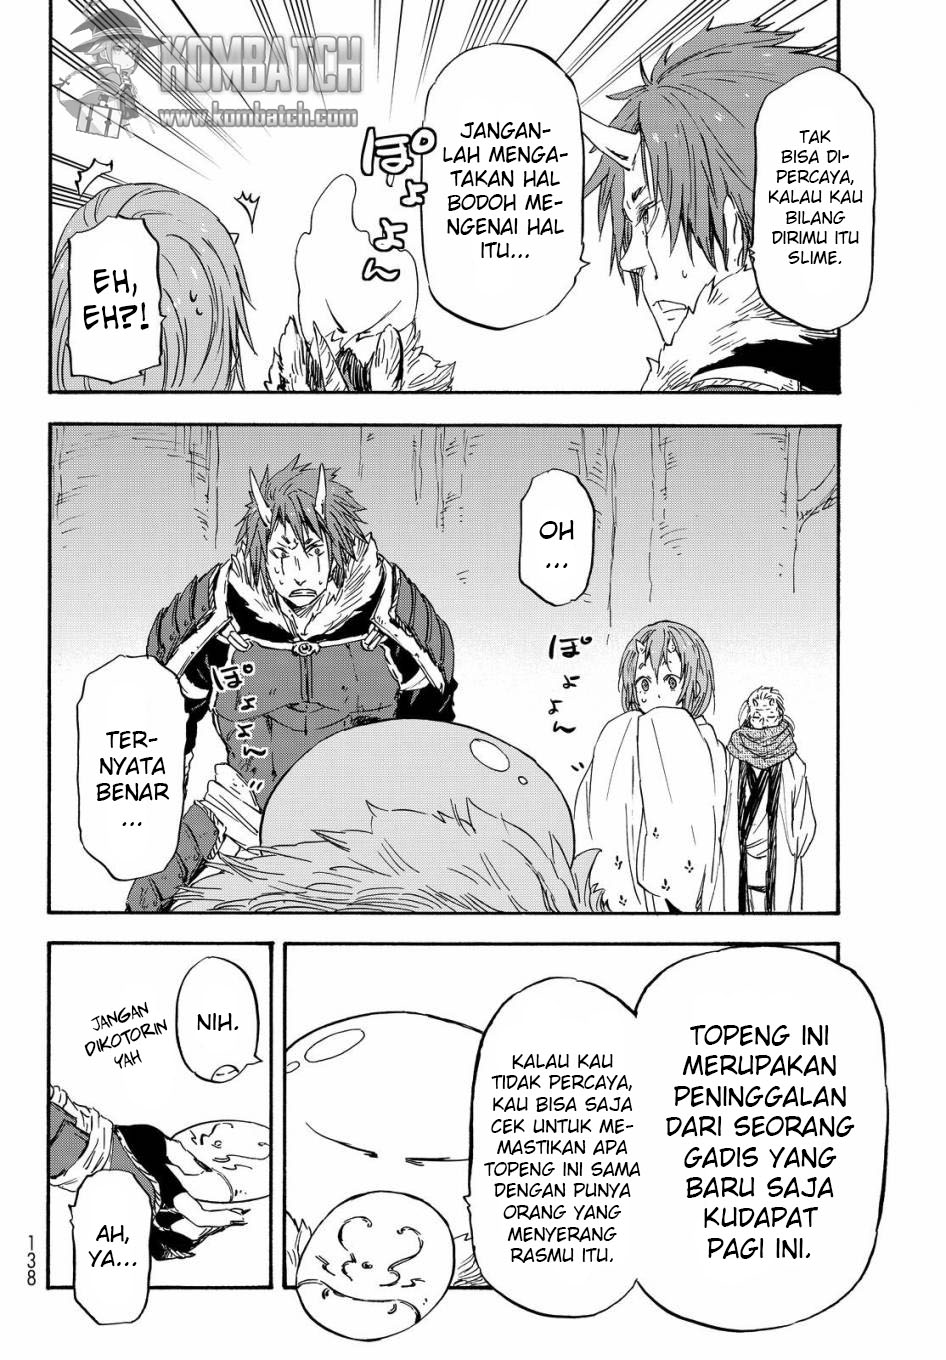 KOMBATCH
www.kombatch.com
TAK
BISA DI-
PERCAYA,
KALAU KAU
BILANG
DIRIMU ITU
SLIME.
JANGAN-
LAH MENGA-
TAKAN HAL
BODOH ME-
NGENAI HAL
ITU...
ぽよよん
EH,
EH?!
OH
...
ぽよよ~ん
ぽよよ~ん
TER-
NYATA
BENAR
...
TOPENG INI
MERUPAKAN
PENINGGALAN
DARI SEORANG
GADIS YANG
BARU SAJA
KUDAPAT
PAGI INI.
KALAU KAU
TIDAK PERCAYA,
KAU BISA SAJA
CEK UNTUK ME-
MASTIKAN APA
TOPENG INI SAMA
DENGAN PUNYA
ORANG YANG
MENYERANG
RASMU ITU.
NIH.
JANGAN
DIKOTORIN
YAH
AH,
YA...
138